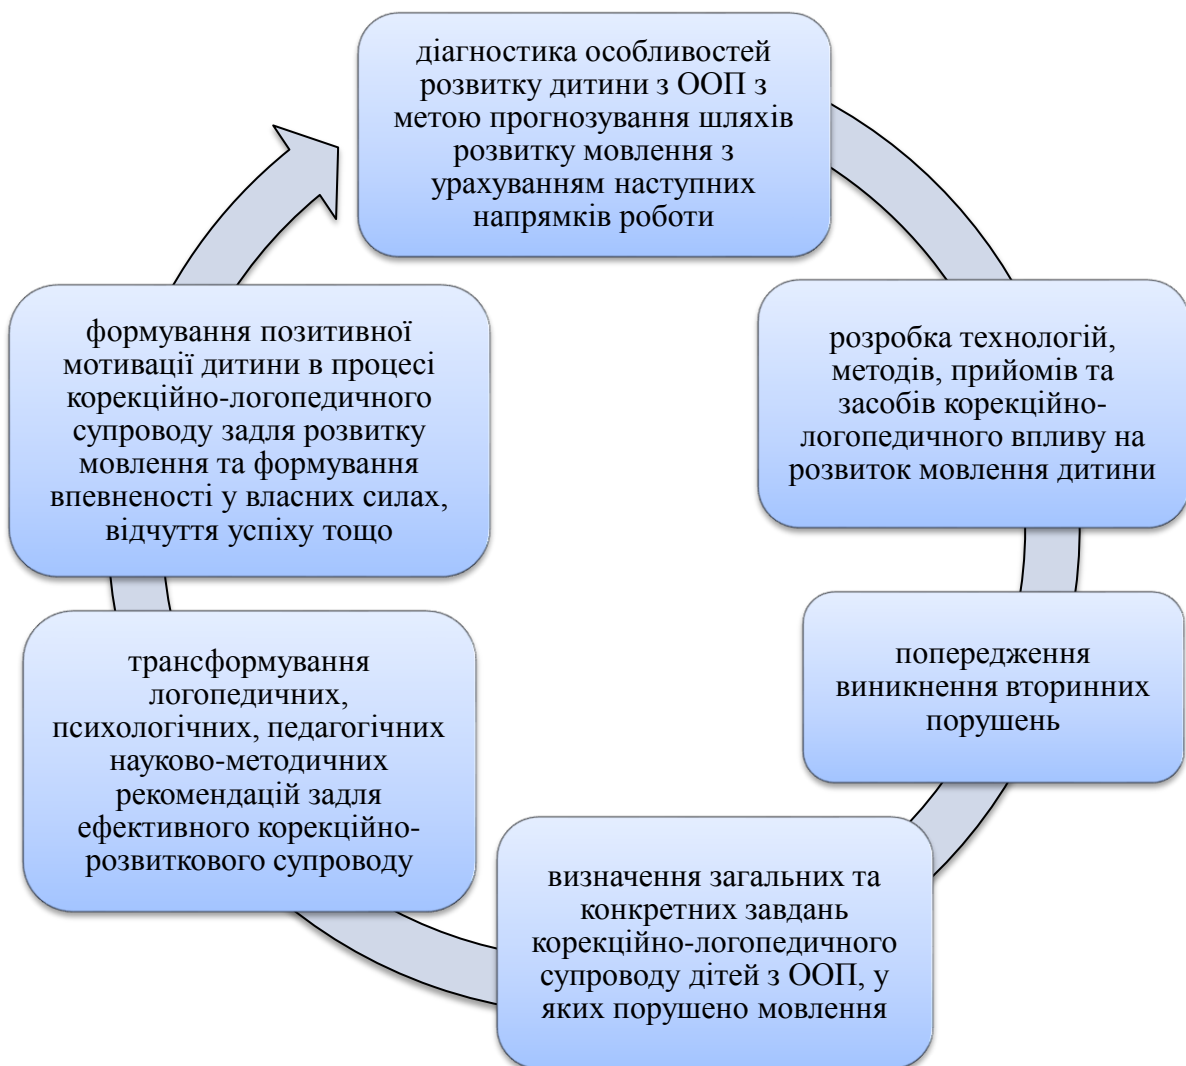 діагностика особливостей
розвитку дитини з ООП з
метою прогнозування шляхів
розвитку мовлення з
урахуванням наступних
напрямків роботи
розробка технологій,
методів, прийомів та
засобів корекційно-
логопедичного впливу на
розвиток мовлення дитини
попередження
виникнення вторинних
порушень
визначення загальних та
конкретних завдань
корекційно-логопедичного
супроводу дітей з ООП, у
яких порушено мовлення
трансформування
логопедичних,
психологічних, педагогічних
науково-методичних
рекомендацій задля
ефективного корекційно-
розвиткового супроводу
формування позитивної
мотивації дитини в процесі
корекційно-логопедичного
супроводу задля розвитку
мовлення та формування
впевненості у власних силах,
відчуття успіху тощо